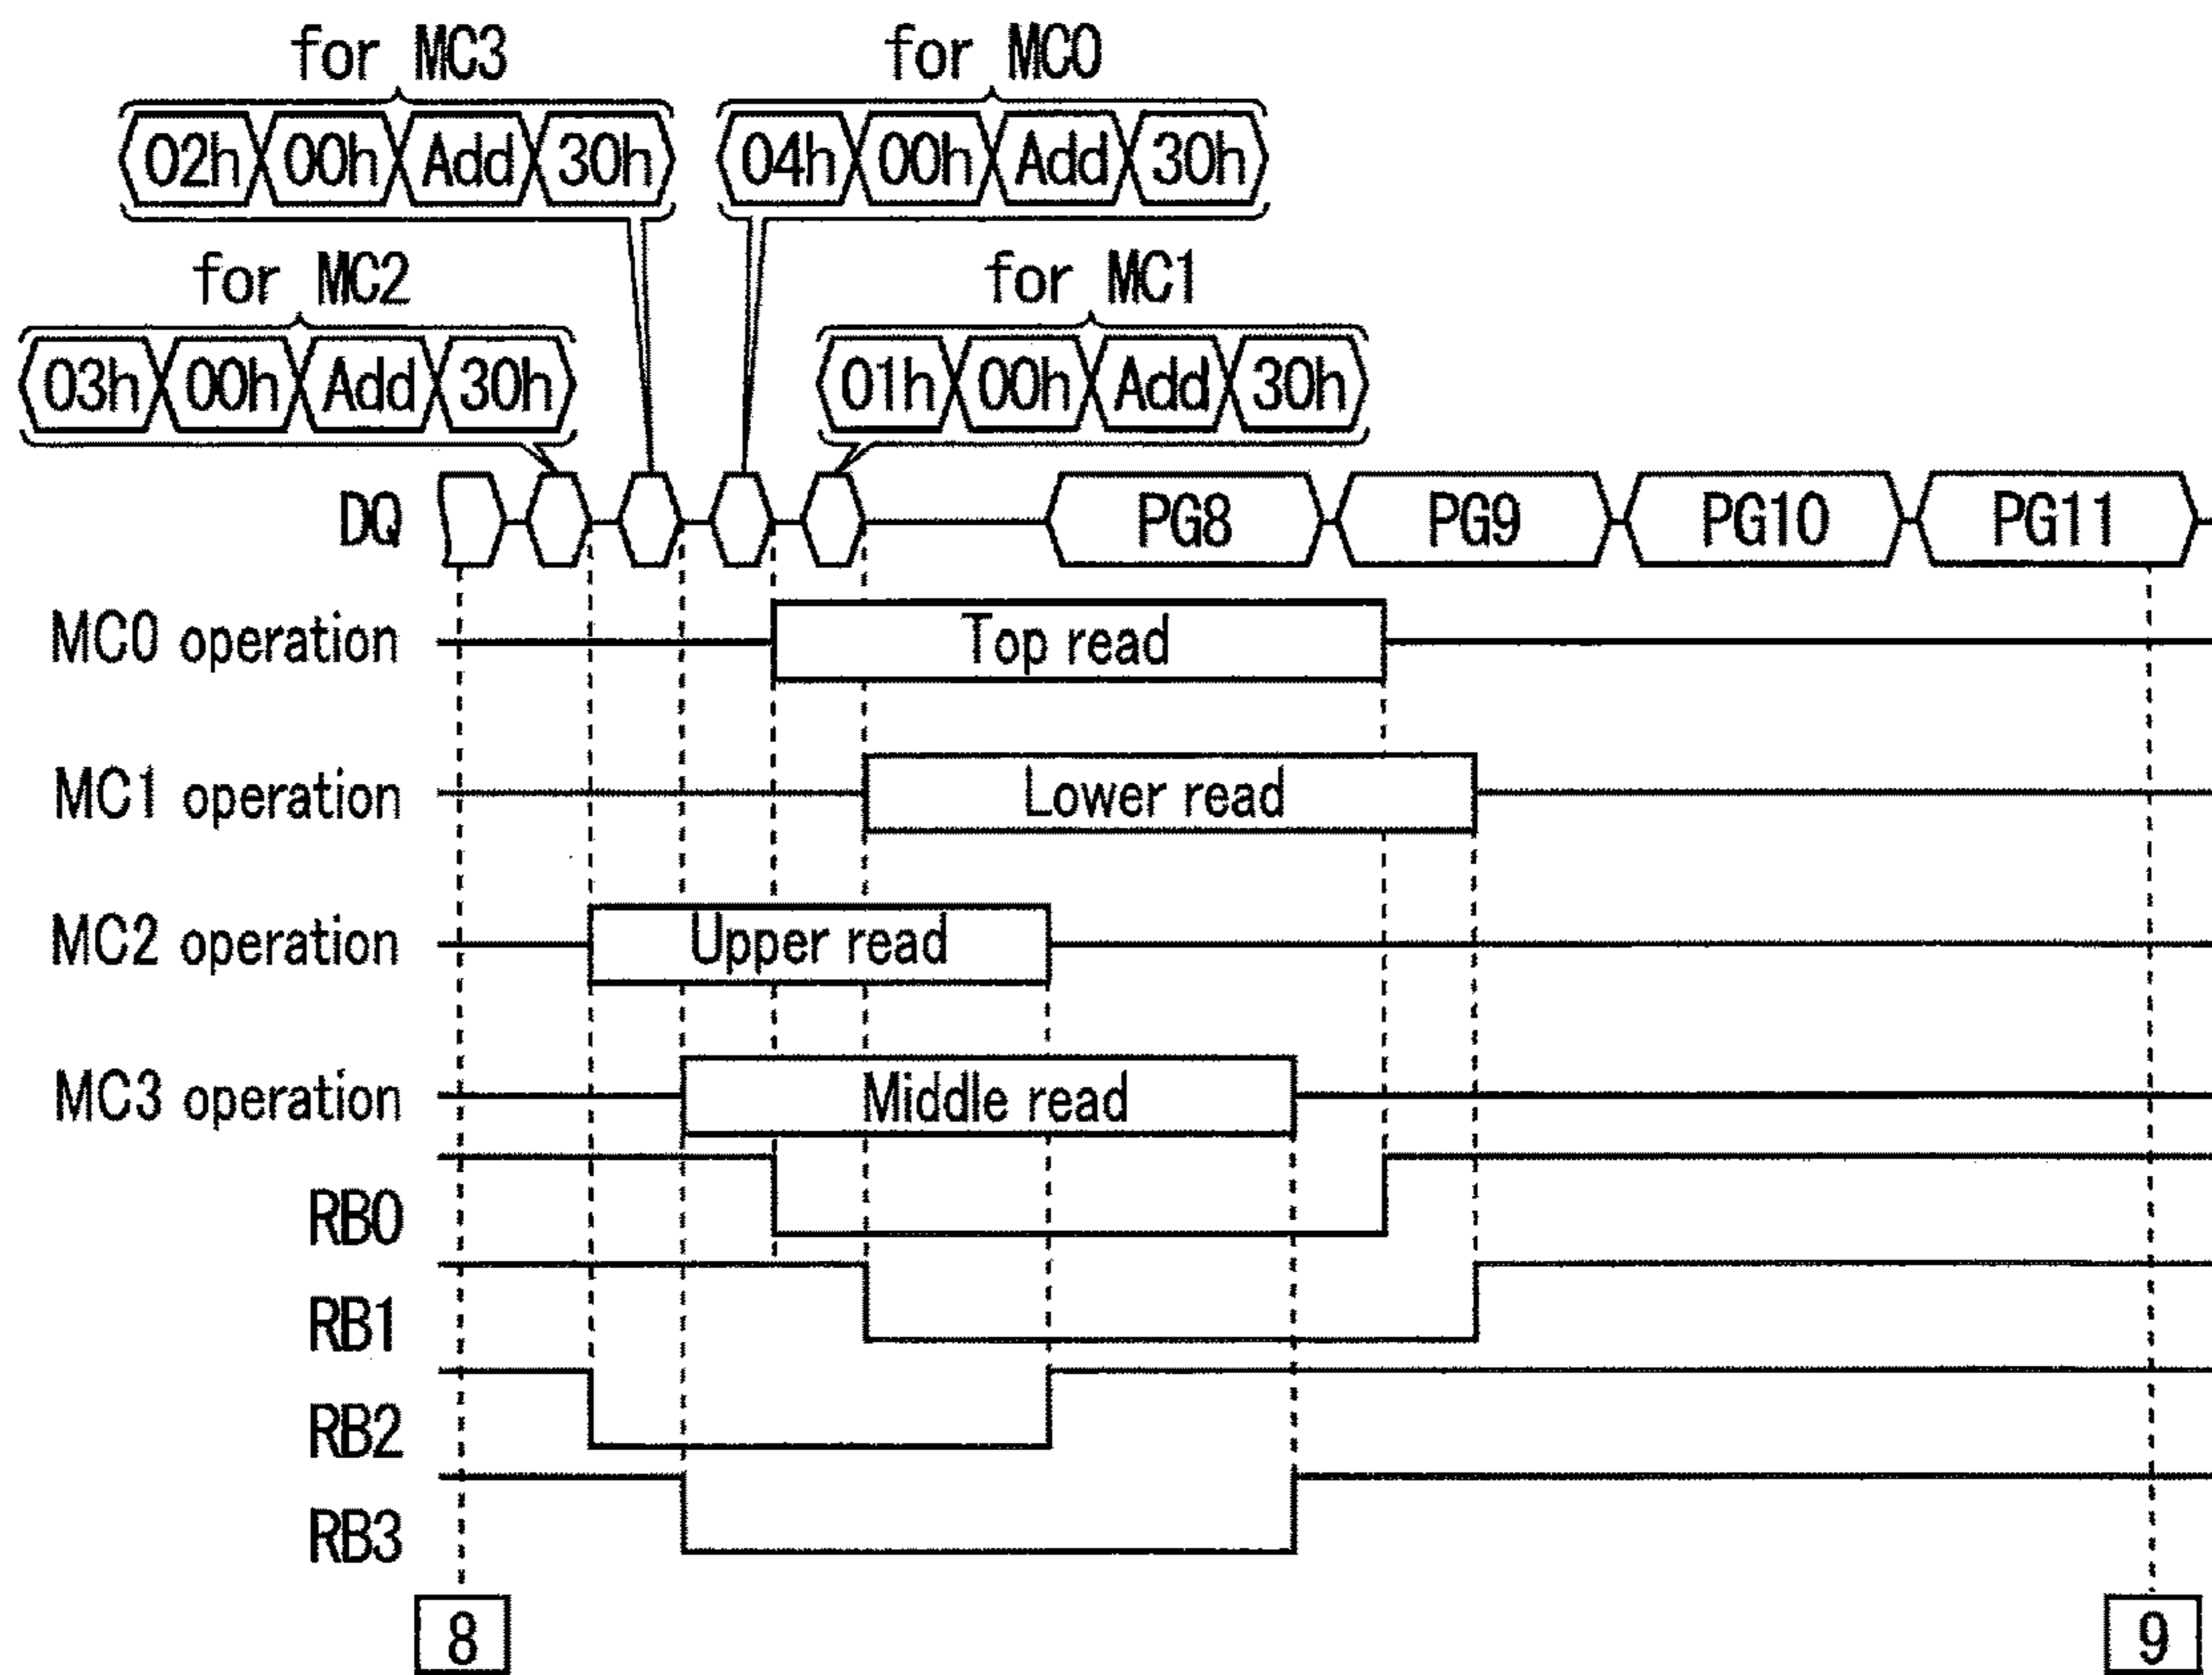 for MC3 for MC0
02h 00h Add 30h 04h 00h Add 30h
for MC2 for MC1
03h 00h Add 30h 01h 00h Add 30h
DQ PG8 PG9 PG10 PG11
MC0 operation Top read
MC1 operation Lower read
MC2 operation Upper read
MC3 operation Middle read
RB0
RB1
RB2
RB3
8 9